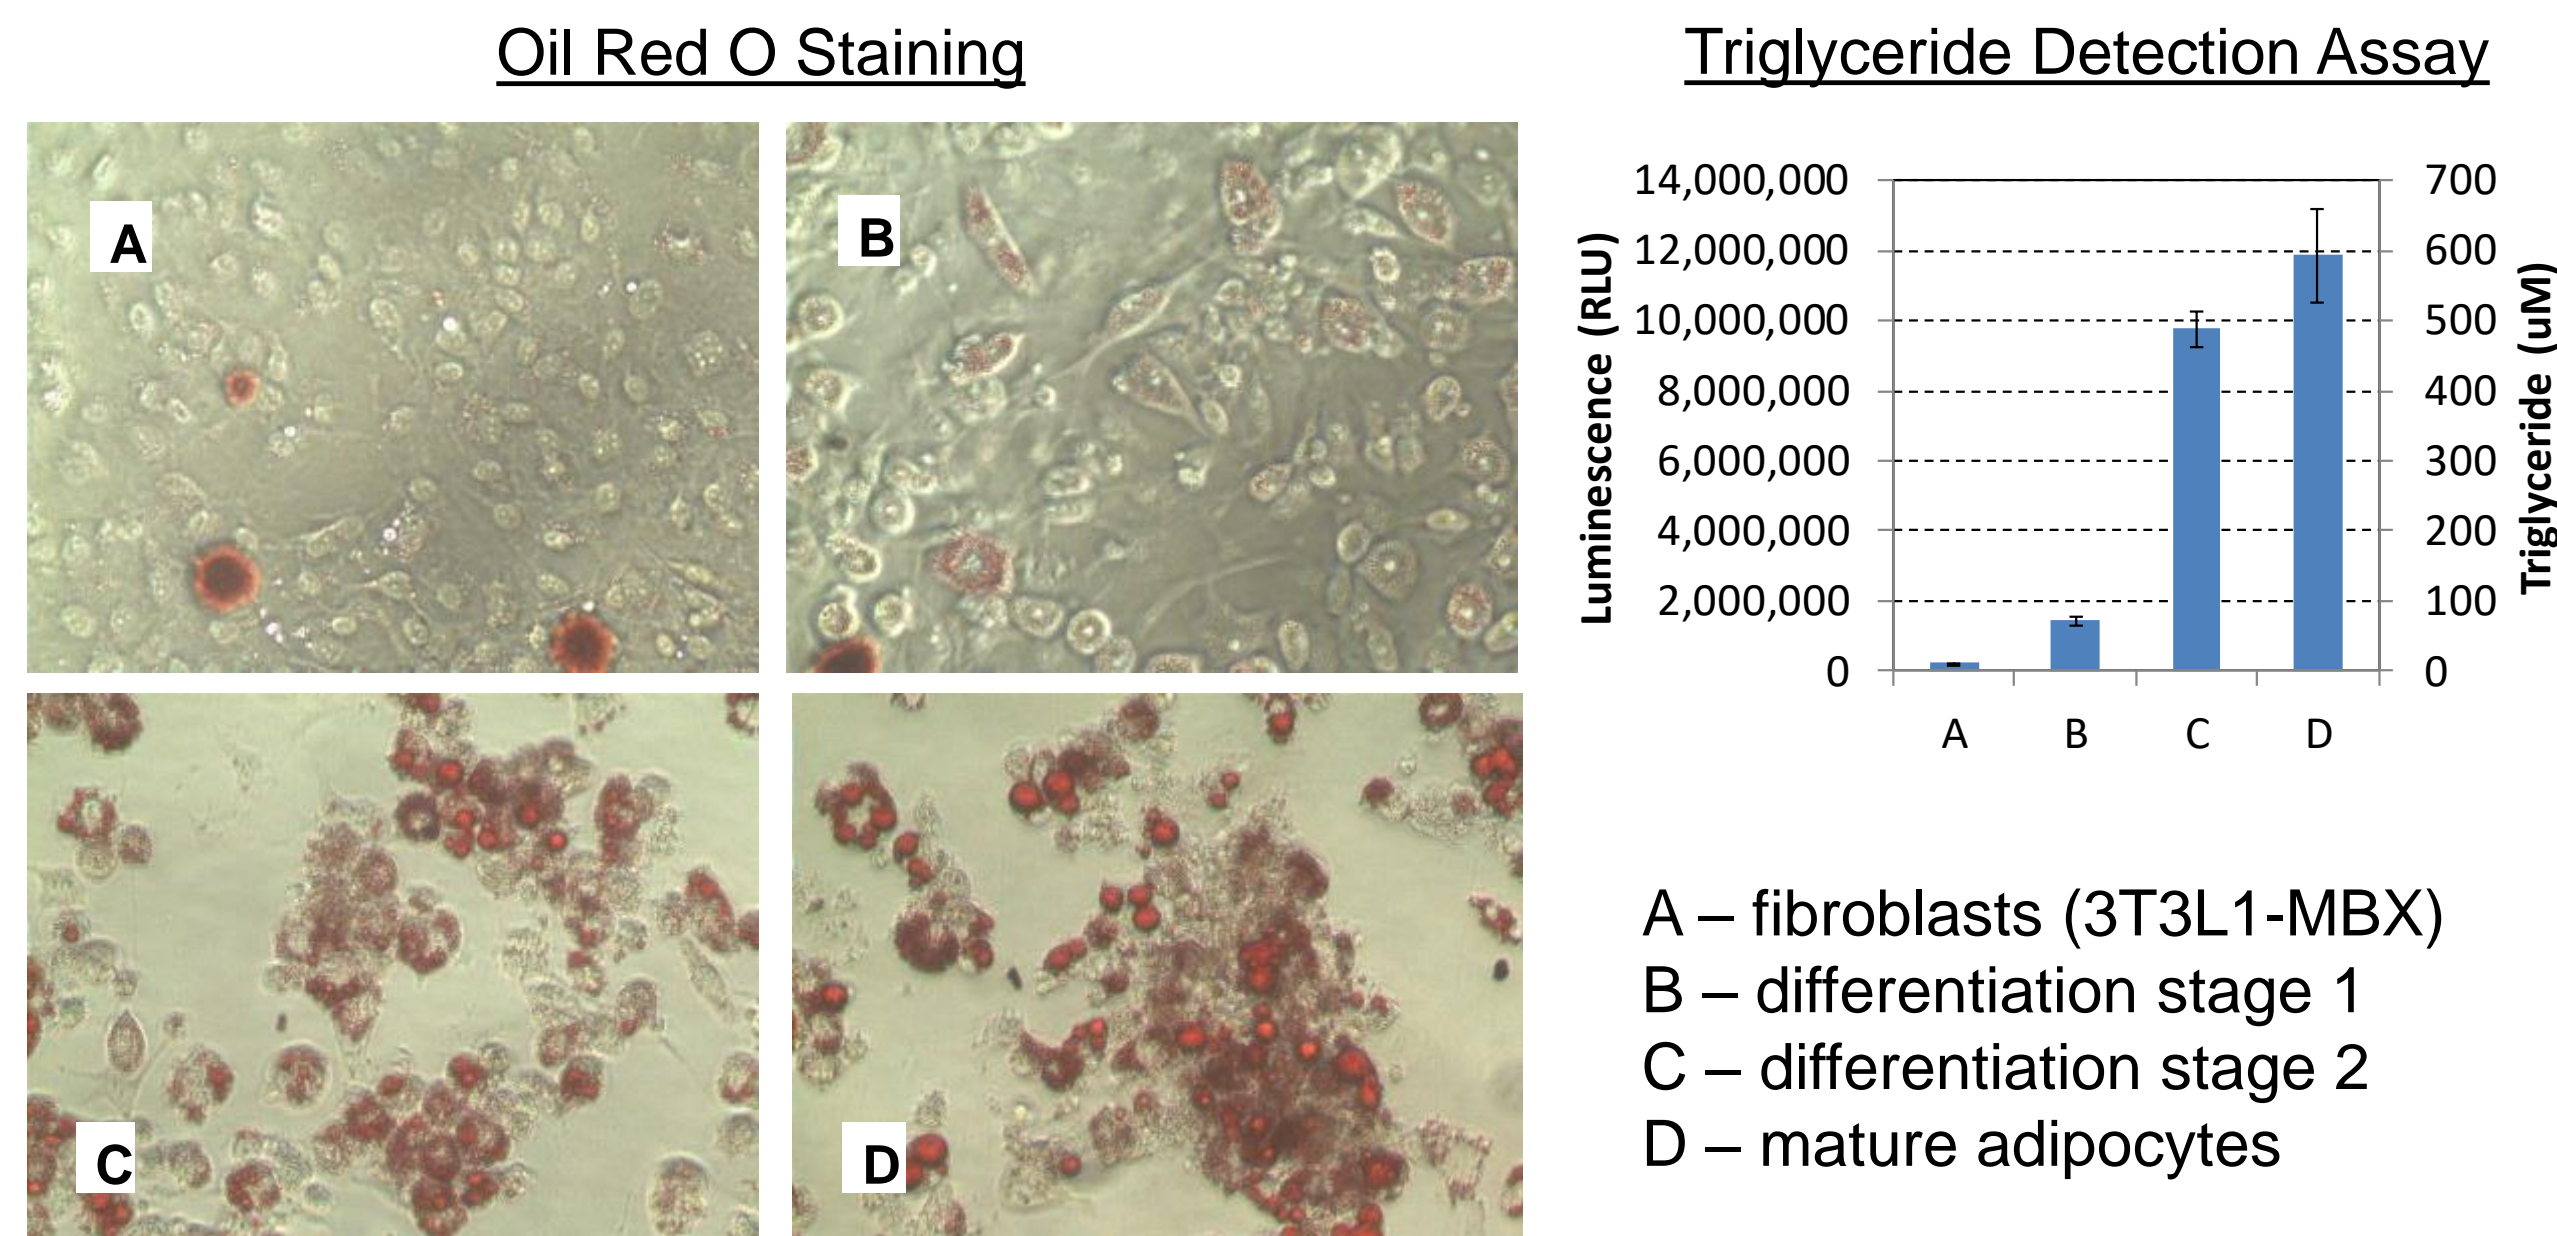 Oil Red O Staining
Triglyceride Detection Assay
A
B
C
D
Luminescence (RLU)
14,000,000
12,000,000
10,000,000
8,000,000
6,000,000
4,000,000
2,000,000
0
700
600
500
400
300
200
100
0
Triglyceride (uM)
A B C D
A – fibroblasts (3T3L1-MBX)
B – differentiation stage 1
C – differentiation stage 2
D – mature adipocytes